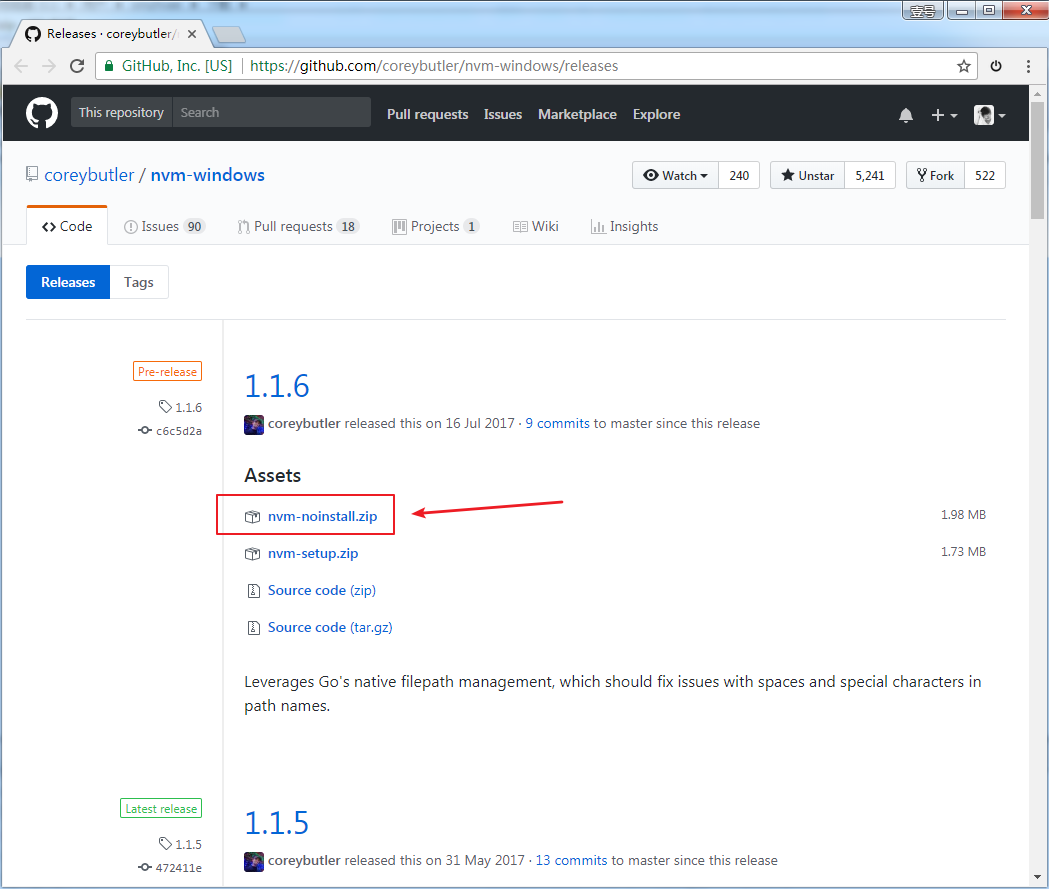 壹号
Releases · coreybutler/
GitHub, Inc. [US] | https://github.com/coreybutler/nvm-windows/releases
This repository Search Pull requests Issues Marketplace Explore
coreybutler / nvm-windows
Watch 240 Unstar 5,241 Fork 522
Code Issues 90 Pull requests 18 Projects 1 Wiki Insights
Releases Tags
Pre-release
1.1.6
c6c5d2a
1.1.6
coreybutler released this on 16 Jul 2017 · 9 commits to master since this release
Assets
nvm-noinstall.zip 1.98 MB
nvm-setup.zip 1.73 MB
Source code (zip)
Source code (tar.gz)
Leverages Go's native filepath management, which should fix issues with spaces and special characters in
path names.
Latest release
1.1.5
472411e
1.1.5
coreybutler released this on 31 May 2017 · 13 commits to master since this release